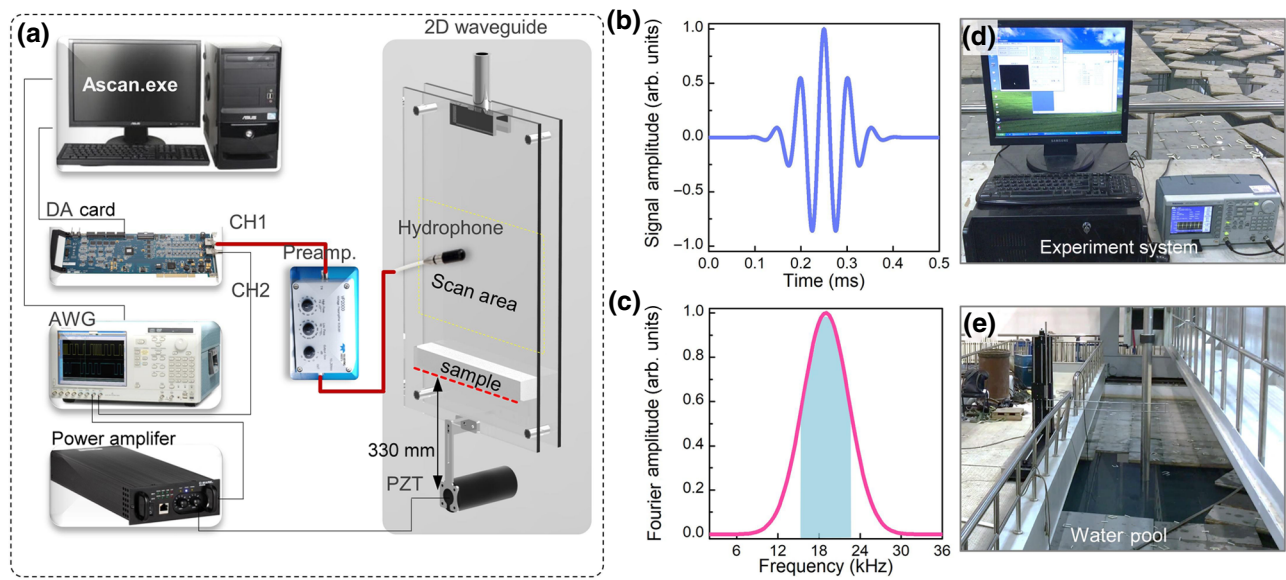 (a)
2D waveguide
Ascan.exe
ASUS
DA card
CH1
Preamp.
Hydrophone
Scan area
CH2
AWG
sample
330 mm
Power amplifer
PZT
(b)
Signal amplitude (arb. units)
1.0
0.5
0.0
−0.5
−1.0
0.0 0.1 0.2 0.3 0.4 0.5
Time (ms)
(c)
Fourier amplitude (arb. units)
1.0
0.8
0.6
0.4
0.2
0.0
6 12 18 24 30 36
Frequency (kHz)
(d)
SAMSUNG
Experiment system
(e)
Water pool